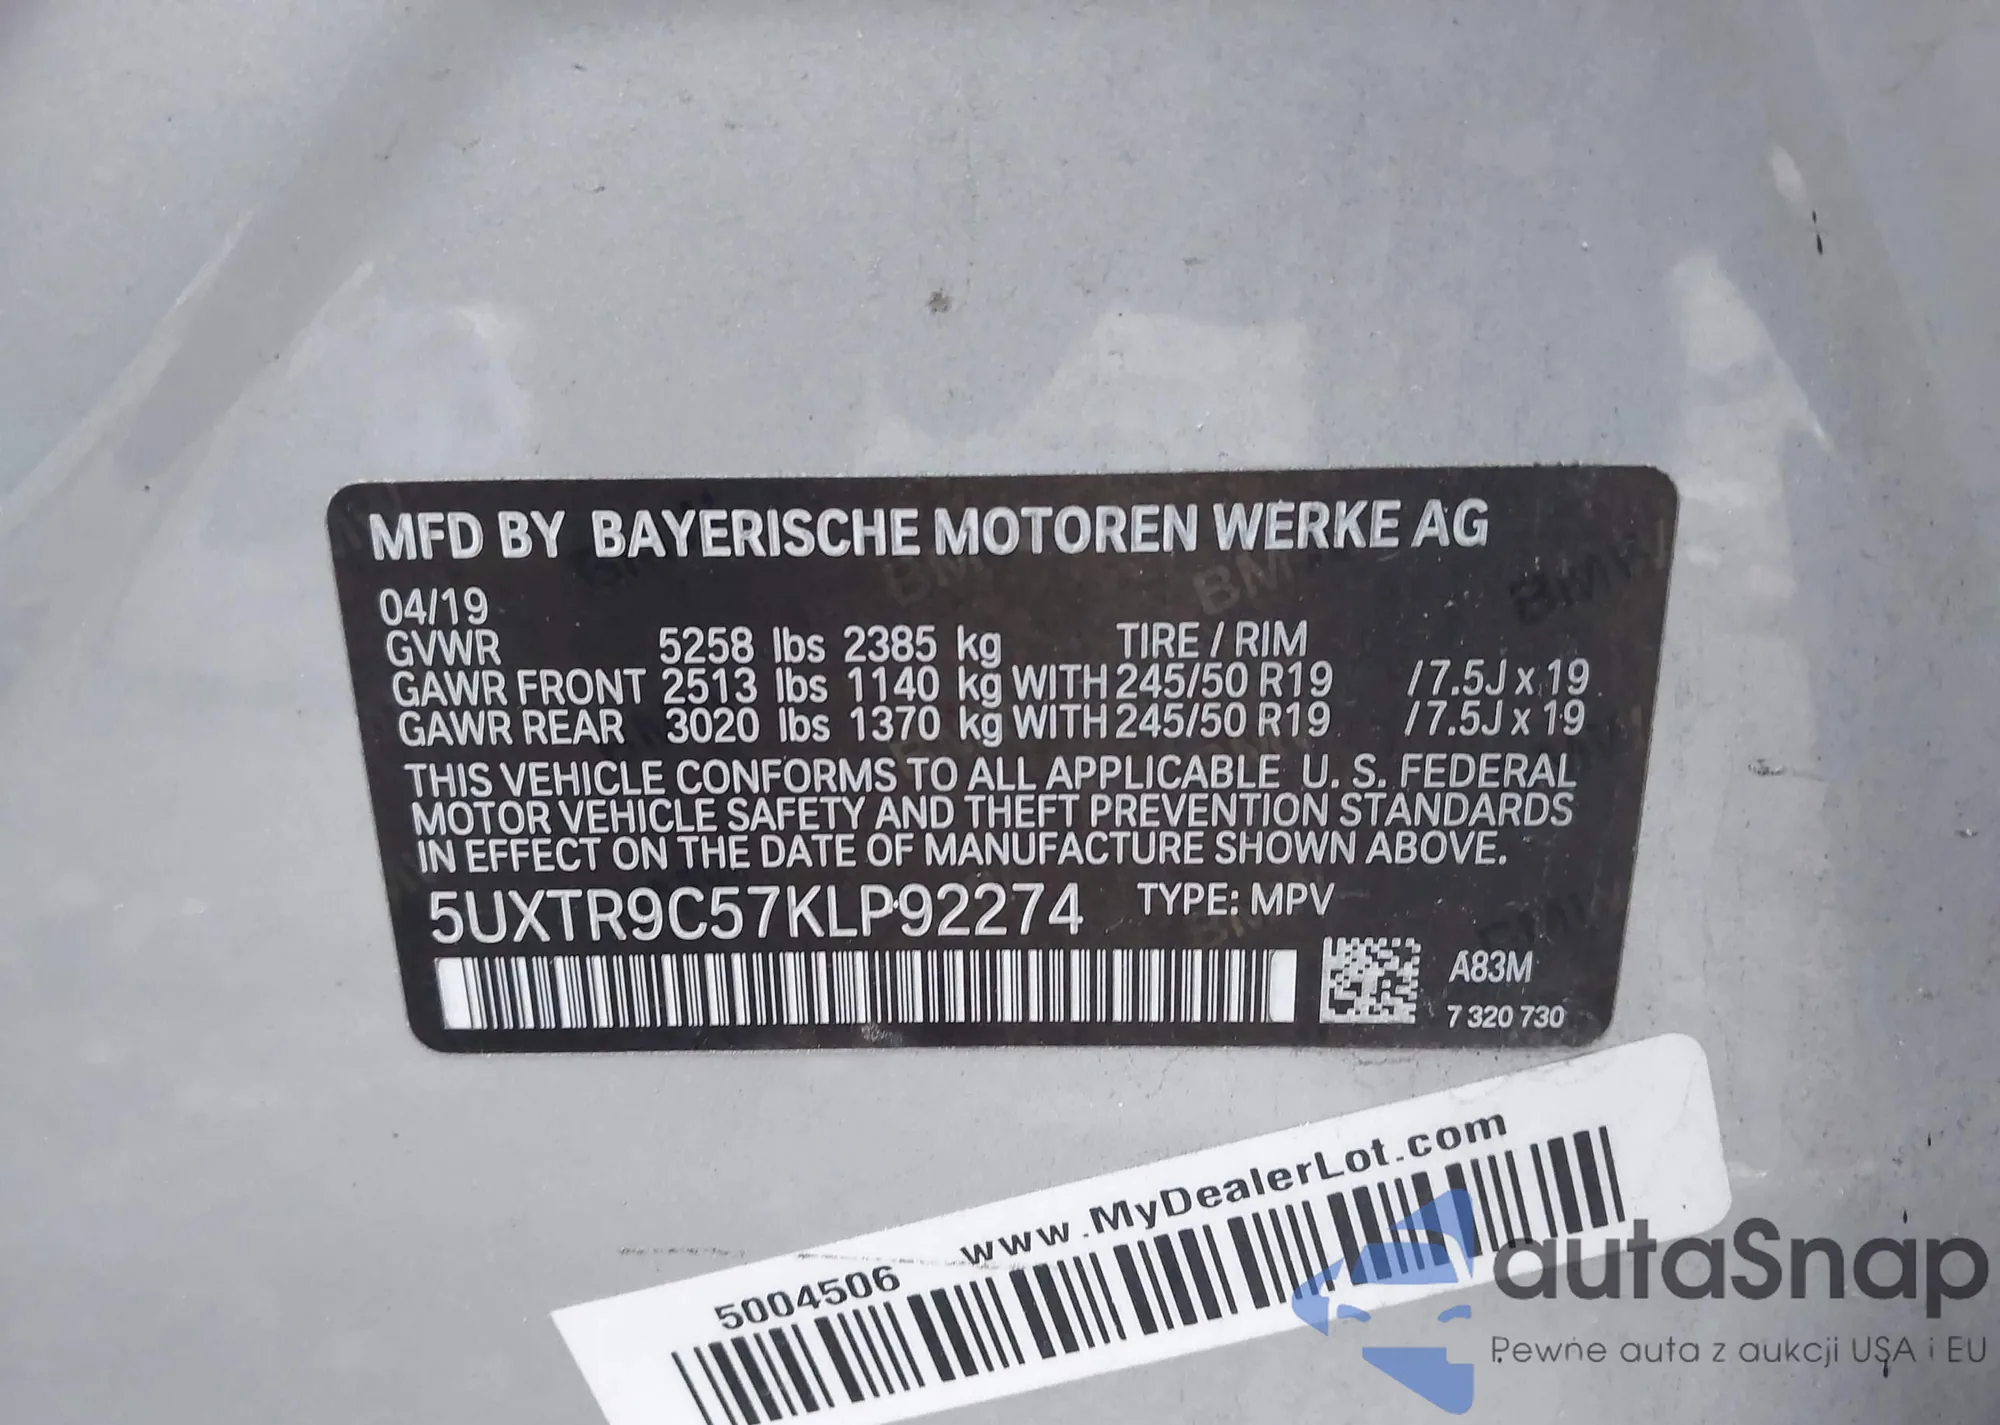 MFD BY BAYERISCHE MOTOREN WERKE AG
04/19
GVWR 5258 lbs 2385 kg TIRE / RIM
GAWR FRONT 2513 lbs 1140 kg WITH 245/50 R19 /7.5J x 19
GAWR REAR 3020 lbs 1370 kg WITH 245/50 R19 /7.5J x 19
THIS VEHICLE CONFORMS TO ALL APPLICABLE U. S. FEDERAL
MOTOR VEHICLE SAFETY AND THEFT PREVENTION STANDARDS
IN EFFECT ON THE DATE OF MANUFACTURE SHOWN ABOVE.
5UXTR9C57KLP92274 TYPE: MPV
A83M
7 320 730
5004506 www.MyDealerLot.com
autaSnap
Pewne auta z aukcji USA i EU